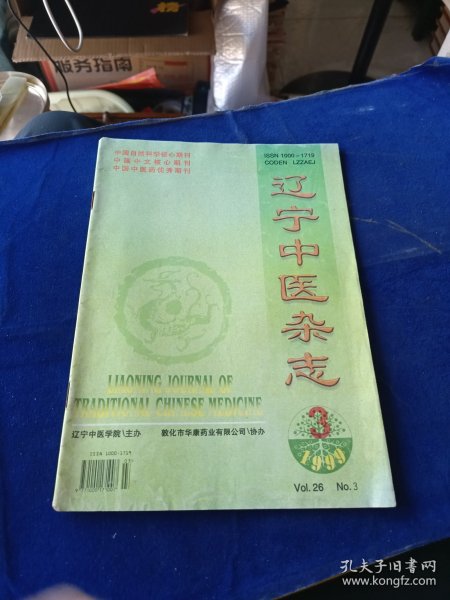 服务指南
中国自然科学核心期刊
中国中文核心期刊
中国中医药优秀期刊
ISSN 1000-1719
CODEN LZZAEJ
辽宁中医杂志
LIAONING JOURNAL OF
TRADITIONAL CHINESE MEDICINE
辽宁中医学院\主办 敦化市华康药业有限公司\协办
3
1999
ISSN 1000-1719
Vol.26 No.3
孔夫子旧书网
www.kongfz.com